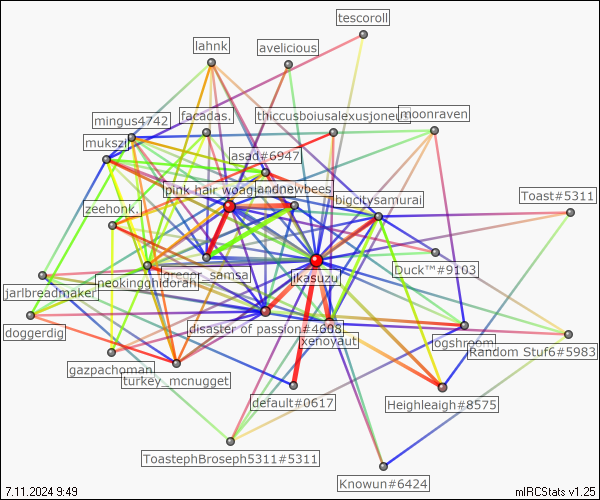 tescoroll
lahnk
avelicious
mingus4742
facadas.
thiccusboiusalexusjoneu
moonraven
mukszi
asad#6947
pink hair woag
andnewbees
bigcitysamurai
Toast#5311
zeehonk.
gregor_samsa
ikasuzu
Duck™#9103
neokingghidorah
jarlbreadmaker
doggerdig
disaster of passion#4608
xenoyaut
logshroom
Random Stuf6#5983
gazpachoman
turkey_mcnugget
default#0617
Heighleigh#8575
ToastephBroseph5311#5311
Knowun#6424
7.11.2024 9:49
mIRCStats v1.25